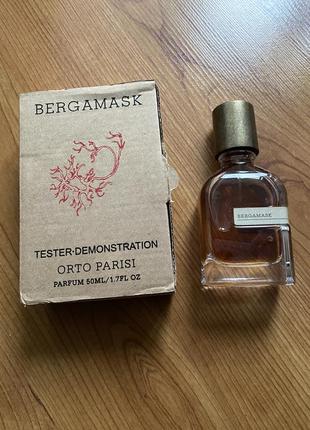 BERGAMASK
TESTER-DEMONSTRATION
ORTO PARISI
PARFUM 50ML/1.7FL OZ
BERGAMASK